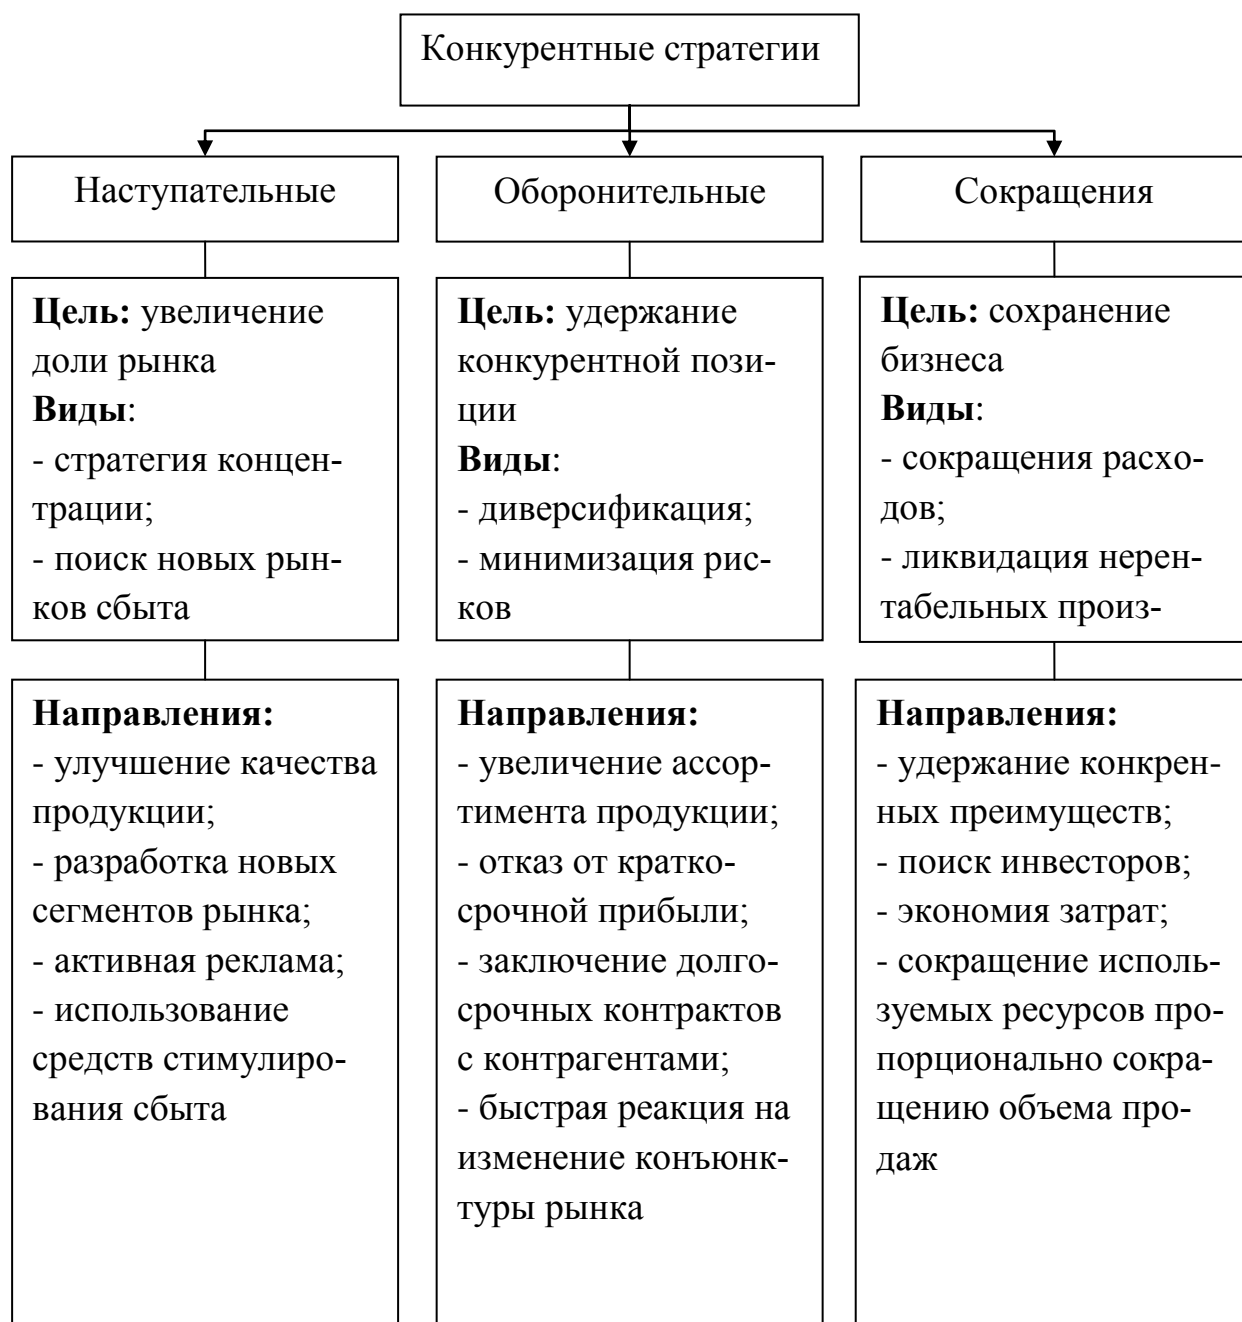 Конкурентные стратегии
Наступательные
Оборонительные
Сокращения
Цель: увеличение
доли рынка
Виды:
- стратегия концен-
трации;
- поиск новых рын-
ков сбыта
Цель: удержание
конкурентной пози-
ции
Виды:
- диверсификация;
- минимизация рис-
ков
Цель: сохранение
бизнеса
Виды:
- сокращения расхо-
дов;
- ликвидация нерен-
табельных произ-
Направления:
- улучшение качества
продукции;
- разработка новых
сегментов рынка;
- активная реклама;
- использование
средств стимулиро-
вания сбыта
Направления:
- увеличение ассор-
тимента продукции;
- отказ от кратко-
срочной прибыли;
- заключение долго-
срочных контрактов
с контрагентами;
- быстрая реакция на
изменение конъюнк-
туры рынка
Направления:
- удержание конкрен-
ных преимуществ;
- поиск инвесторов;
- экономия затрат;
- сокращение исполь-
зуемых ресурсов про-
порционально сокра-
щению объема про-
даж